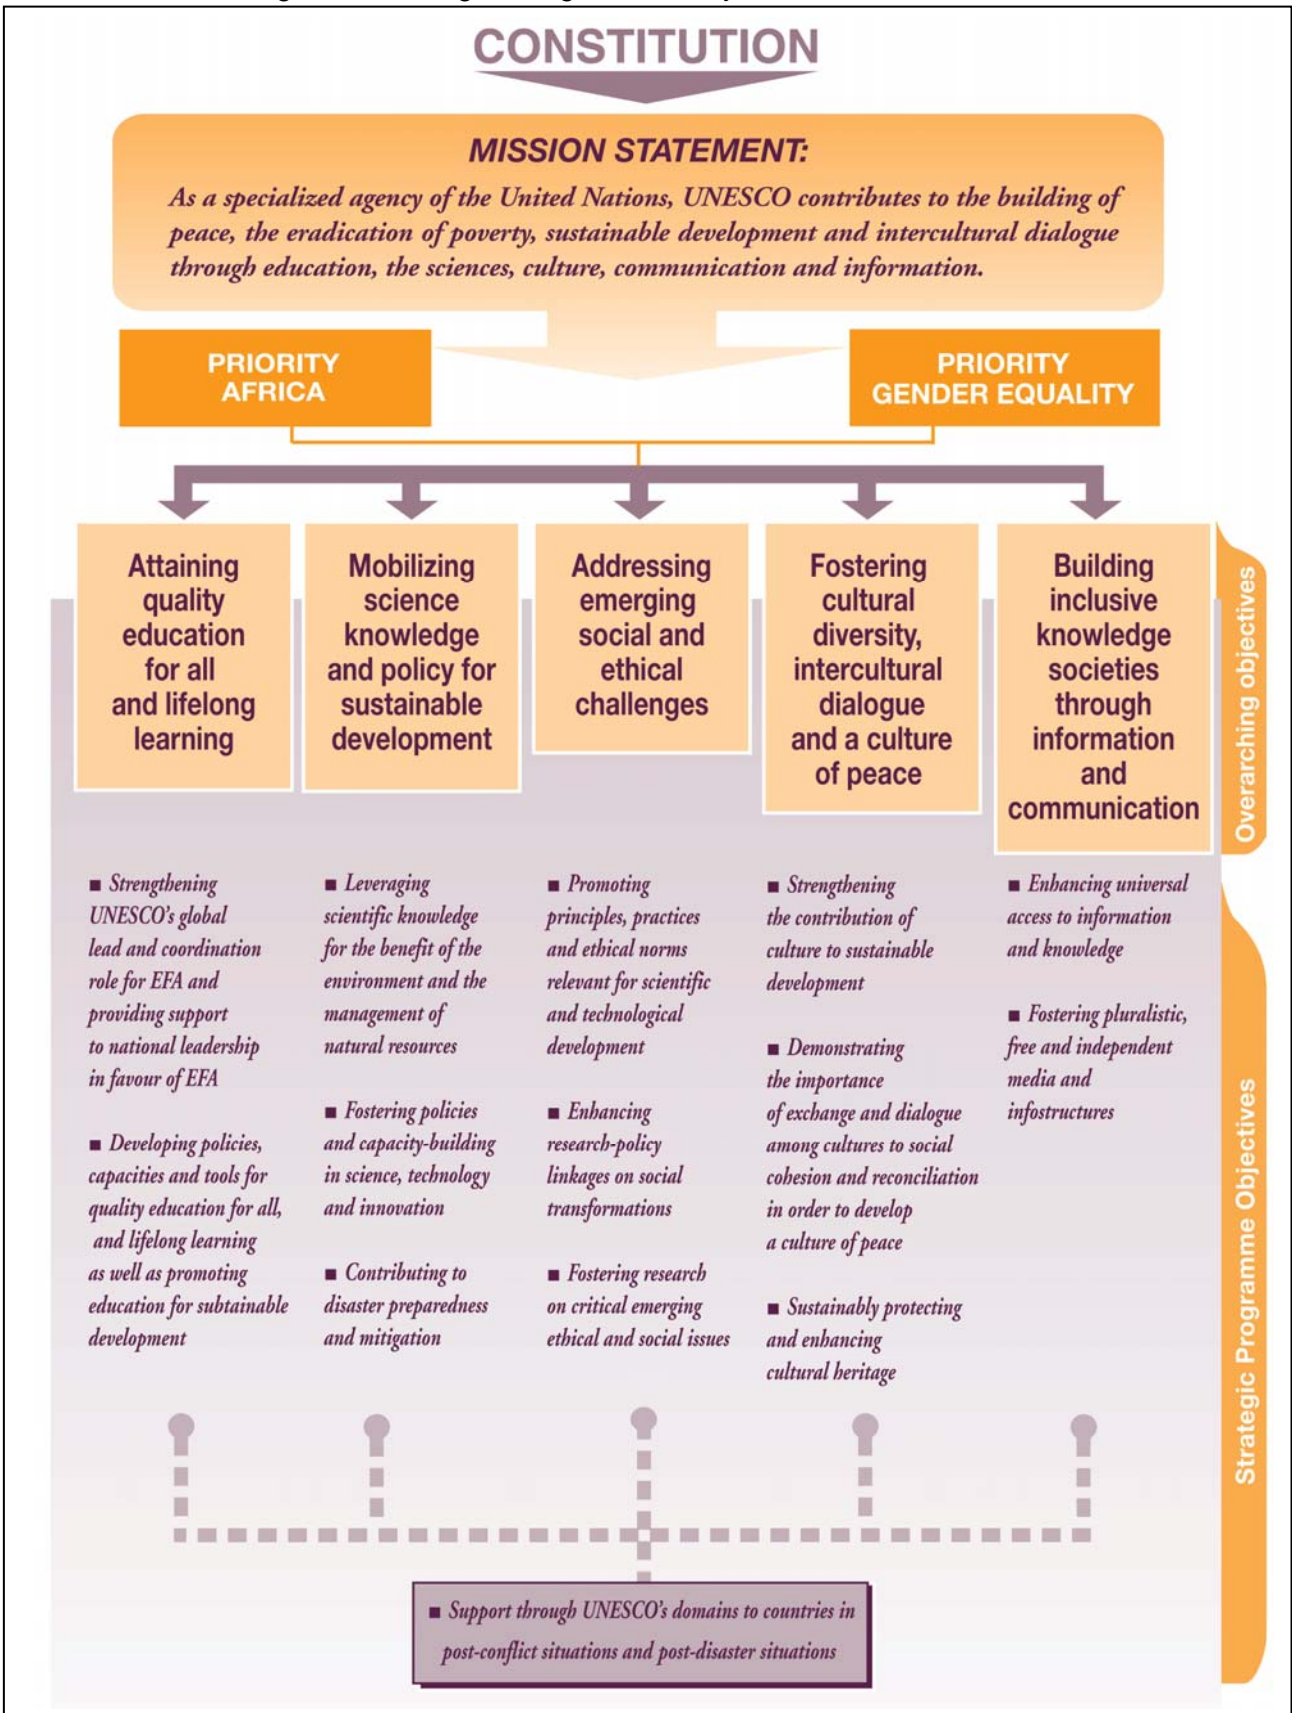 CONSTITUTION
MISSION STATEMENT:
As a specialized agency of the United Nations, UNESCO contributes to the building of
peace, the eradication of poverty, sustainable development and intercultural dialogue
through education, the sciences, culture, communication and information.
PRIORITY
AFRICA
PRIORITY
GENDER EQUALITY
Attaining
quality
education
for all
and lifelong
learning
Mobilizing
science
knowledge
and policy for
sustainable
development
Addressing
emerging
social and
ethical
challenges
Fostering
cultural
diversity,
intercultural
dialogue
and a culture
of peace
Building
inclusive
knowledge
societies
through
information
and
communication
Overarching objectives
■ Strengthening
UNESCO's global
lead and coordination
role for EFA and
providing support
to national leadership
in favour of EFA
■ Developing policies,
capacities and tools for
quality education for all,
and lifelong learning
as well as promoting
education for subtainable
development
■ Leveraging
scientific knowledge
for the benefit of the
environment and the
management of
natural resources
■ Fostering policies
and capacity-building
in science, technology
and innovation
■ Contributing to
disaster preparedness
and mitigation
■ Promoting
principles, practices
and ethical norms
relevant for scientific
and technological
development
■ Enhancing
research-policy
linkages on social
transformations
■ Fostering research
on critical emerging
ethical and social issues
■ Strengthening
the contribution of
culture to sustainable
development
■ Demonstrating
the importance
of exchange and dialogue
among cultures to social
cohesion and reconciliation
in order to develop
a culture of peace
■ Sustainably protecting
and enhancing
cultural heritage
■ Enhancing universal
access to information
and knowledge
■ Fostering pluralistic,
free and independent
media and
infostructures
Strategic Programme Objectives
■ Support through UNESCO's domains to countries in
post-conflict situations and post-disaster situations